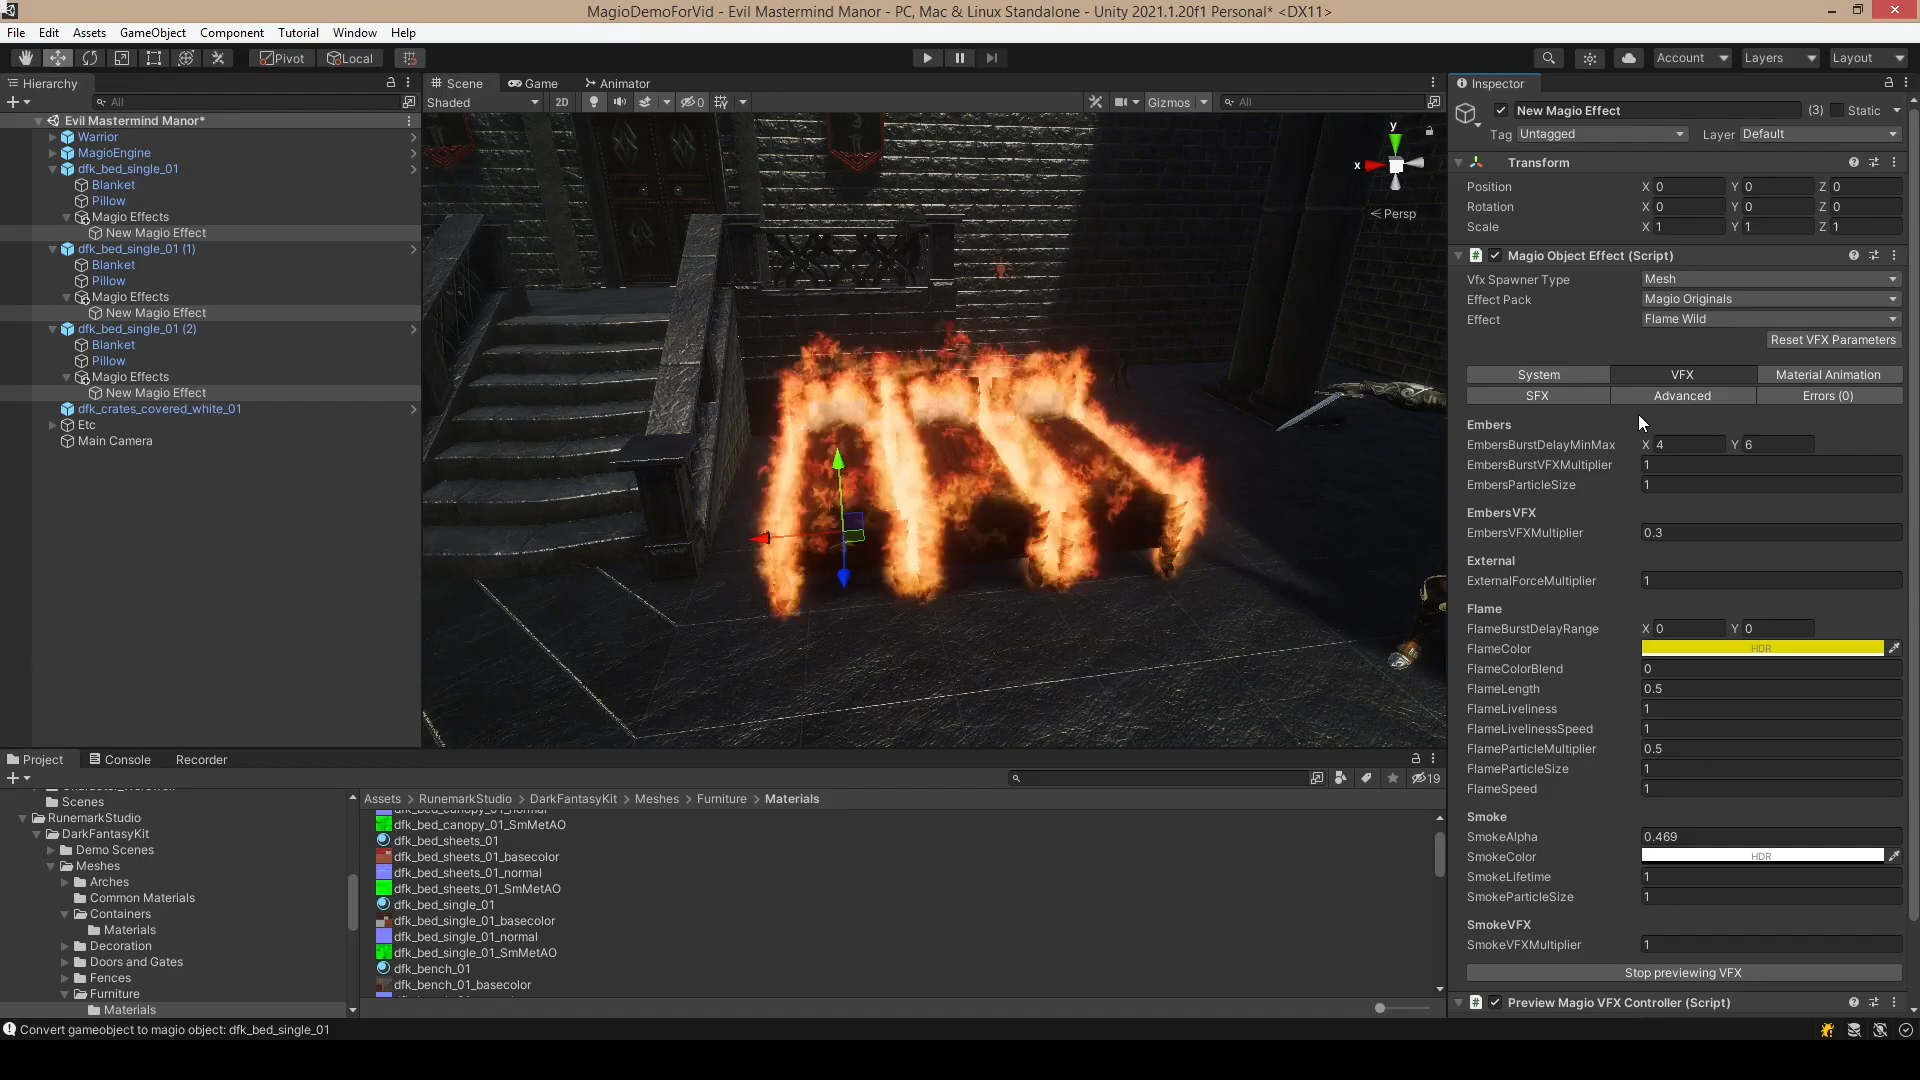 MagioDemoForVid - Evil Mastermind Manor - PC, Mac & Linux Standalone - Unity 2021.1.20f1 Personal* <DX11>
File Edit Assets GameObject Component Tutorial Window Help
Pivot Local Account Layers Layout
Hierarchy
All
Evil Mastermind Manor*
Warrior
MagioEngine
dfk_bed_single_01
Blanket
Pillow
Magio Effects
New Magio Effect
dfk_bed_single_01 (1)
Blanket
Pillow
Magio Effects
New Magio Effect
dfk_bed_single_01 (2)
Blanket
Pillow
Magio Effects
New Magio Effect
dfk_crates_covered_white_01
Etc
Main Camera
Scene Game Animator
Shaded 2D 0 Gizmos All
y
x
Persp
Inspector
New Magio Effect (3) Static
Tag Untagged Layer Default
Transform
Position X 0 Y 0 Z 0
Rotation X 0 Y 0 Z 0
Scale X 1 Y 1 Z 1
Magio Object Effect (Script)
Vfx Spawner Type Mesh
Effect Pack Magio Originals
Effect Flame Wild
Reset VFX Parameters
System VFX Material Animation
SFX Advanced Errors (0)
Embers
EmbersBurstDelayMinMax X 4 Y 6
EmbersBurstVFXMultiplier 1
EmbersParticleSize 1
EmbersVFX
EmbersVFXMultiplier 0.3
External
ExternalForceMultiplier 1
Flame
FlameBurstDelayRange X 0 Y 0
FlameColor HDR
FlameColorBlend 0
FlameLength 0.5
FlameLiveliness 1
FlameLivelinessSpeed 1
FlameParticleMultiplier 0.5
FlameParticleSize 1
FlameSpeed 1
Smoke
SmokeAlpha 0.469
SmokeColor HDR
SmokeLifetime 1
SmokeParticleSize 1
SmokeVFX
SmokeVFXMultiplier 1
Stop previewing VFX
Preview Magio VFX Controller (Script)
Project Console Recorder
19
Scenes
RunemarkStudio
DarkFantasyKit
Demo Scenes
Meshes
Arches
Common Materials
Containers
Materials
Decoration
Doors and Gates
Fences
Furniture
Materials
Assets > RunemarkStudio > DarkFantasyKit > Meshes > Furniture > Materials
dfk_bed_canopy_01_normal
dfk_bed_canopy_01_SmMetAO
dfk_bed_sheets_01
dfk_bed_sheets_01_basecolor
dfk_bed_sheets_01_normal
dfk_bed_sheets_01_SmMetAO
dfk_bed_single_01
dfk_bed_single_01_basecolor
dfk_bed_single_01_normal
dfk_bed_single_01_SmMetAO
dfk_bench_01
dfk_bench_01_basecolor
Convert gameobject to magio object: dfk_bed_single_01